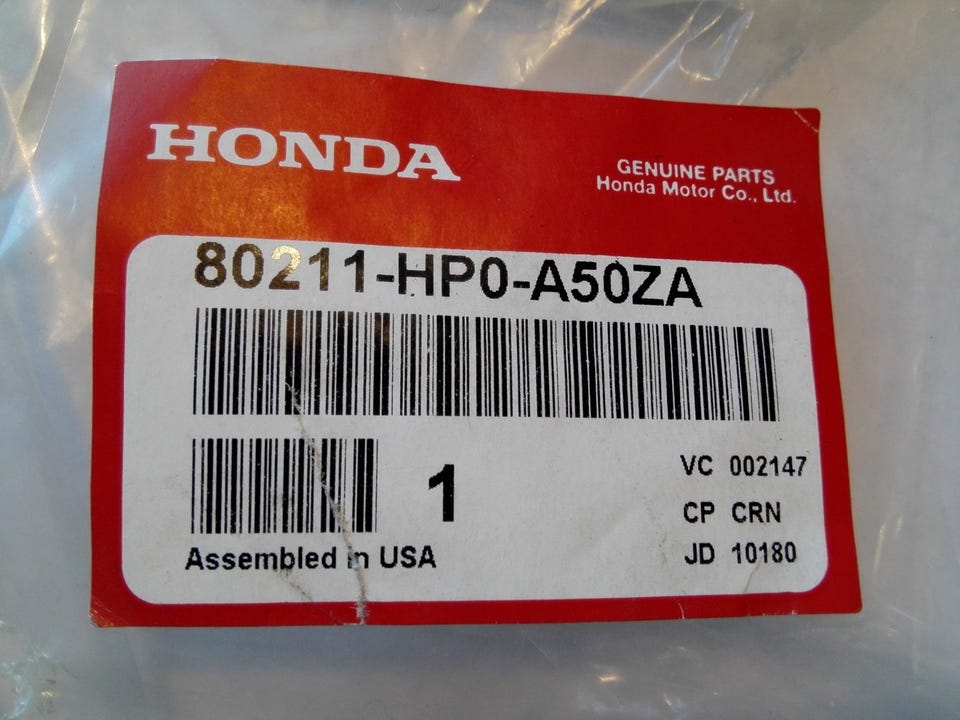 HONDA
GENUINE PARTS
Honda Motor Co., Ltd.
80211-HP0-A50ZA
1
VC 002147
CP CRN
JD 10180
Assembled in USA